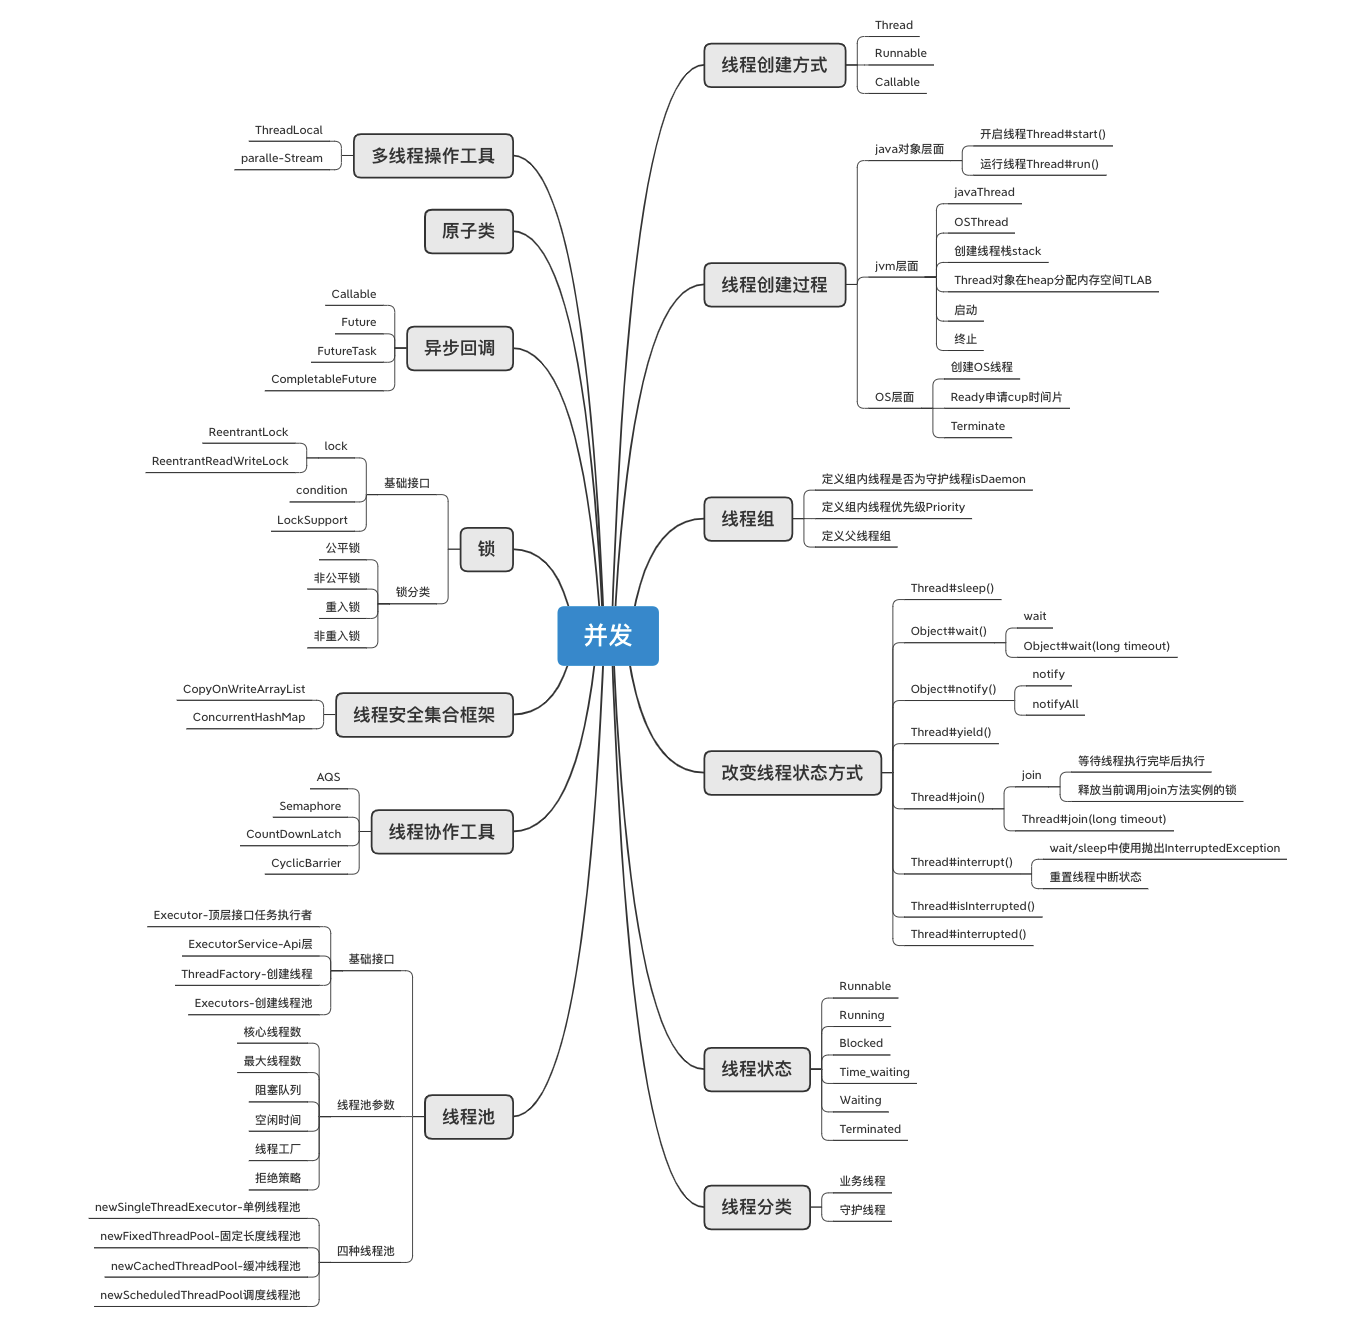 并发
线程创建方式
Thread
Runnable
Callable
线程创建过程
java对象层面
开启线程Thread#start()
运行线程Thread#run()
jvm层面
javaThread
OSThread
创建线程栈stack
Thread对象在heap分配内存空间TLAB
启动
终止
OS层面
创建OS线程
Ready申请cup时间片
Terminate
线程组
定义组内线程是否为守护线程isDaemon
定义组内线程优先级Priority
定义父线程组
改变线程状态方式
Thread#sleep()
Object#wait()
wait
Object#wait(long timeout)
Object#notify()
notify
notifyAll
Thread#yield()
Thread#join()
join
等待线程执行完毕后执行
释放当前调用join方法实例的锁
Thread#join(long timeout)
Thread#interrupt()
wait/sleep中使用抛出InterruptedException
重置线程中断状态
Thread#isInterrupted()
Thread#interrupted()
线程状态
Runnable
Running
Blocked
Time_waiting
Waiting
Terminated
线程分类
业务线程
守护线程
多线程操作工具
ThreadLocal
paralle-Stream
原子类
异步回调
Callable
Future
FutureTask
CompletableFuture
锁
基础接口
lock
ReentrantLock
ReentrantReadWriteLock
condition
LockSupport
锁分类
公平锁
非公平锁
重入锁
非重入锁
线程安全集合框架
CopyOnWriteArrayList
ConcurrentHashMap
线程协作工具
AQS
Semaphore
CountDownLatch
CyclicBarrier
线程池
基础接口
Executor-顶层接口任务执行者
ExecutorService-Api层
ThreadFactory-创建线程
Executors-创建线程池
线程池参数
核心线程数
最大线程数
阻塞队列
空闲时间
线程工厂
拒绝策略
四种线程池
newSingleThreadExecutor-单例线程池
newFixedThreadPool-固定长度线程池
newCachedThreadPool-缓冲线程池
newScheduledThreadPool调度线程池